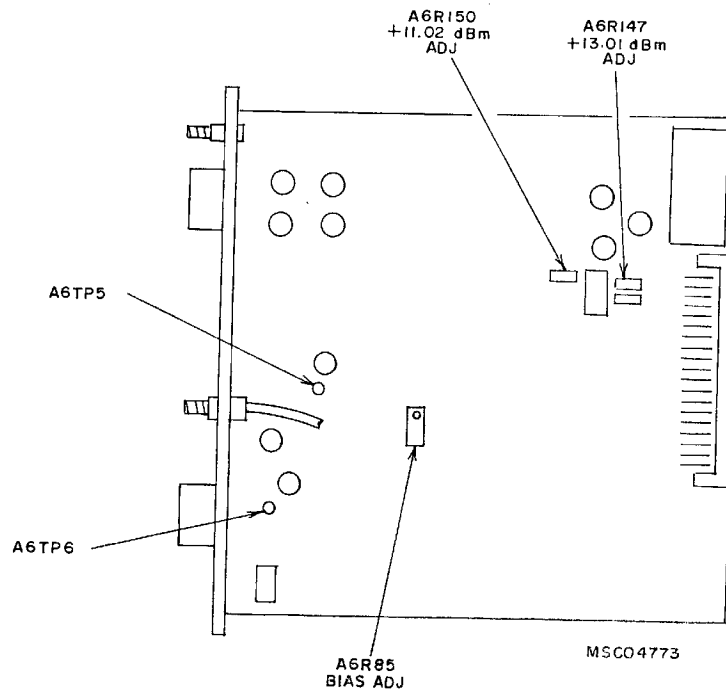 A6R150
+11.02 dBm
ADJ
A6R147
+13.01 dBm
ADJ
A6TP5
A6TP6
A6R85
BIAS ADJ
MSC04773